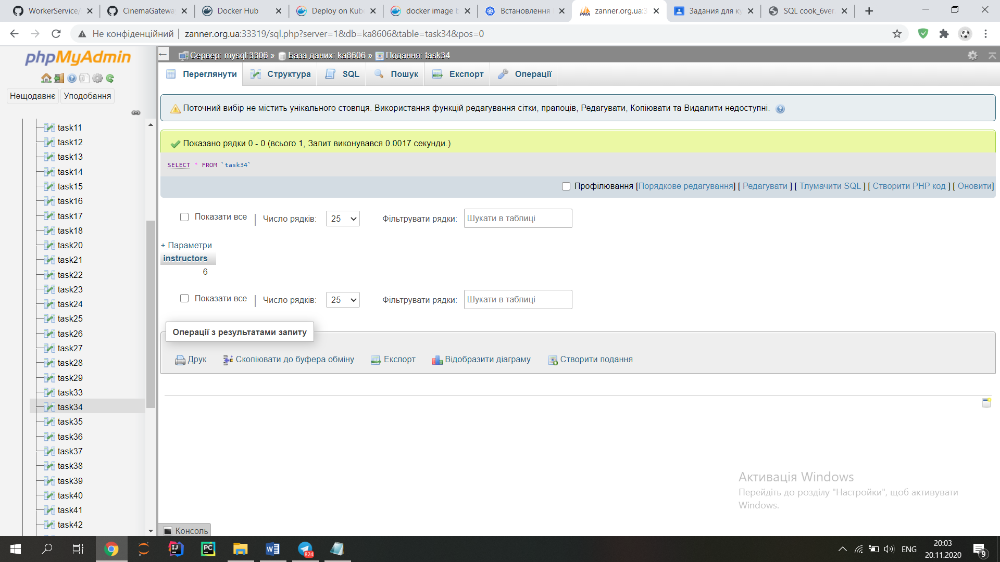 WorkerService/
CinemaGatewa
Docker Hub
Deploy on Kub
docker image b
Встановлення
zanner.org.ua:3
Задания для ку
SQL cook_6ver
Не конфіденційний
zanner.org.ua:33319/sql.php?server=1&db=ka8606&table=task34&pos=0
phpMyAdmin
Нещодавнє
Уподобання
task11
task12
task13
task14
task15
task16
task17
task18
task20
task21
task22
task23
task24
task25
task26
task27
task28
task29
task33
task34
task35
task36
task37
task38
task39
task40
task41
task42
Сервер: mysql:3306 » База даних: ka8606 » Подання: task34
Переглянути
Структура
SQL
Пошук
Експорт
Операції
Поточний вибір не містить унікального стовпця. Використання функцій редагування сітки, прапоців, Редагувати, Копіювати та Видалити недоступні.
Показано рядки 0 - 0 (всього 1, Запит виконувався 0.0017 секунди.)
SELECT * FROM `task34`
Профілювання [Порядкове редагування] [ Редагувати ] [ Тлумачити SQL ] [ Створити PHP код ] [ Оновити]
Показати все | Число рядків: 25 Фільтрувати рядки: Шукати в таблиці
+ Параметри
instructors
6
Показати все | Число рядків: 25 Фільтрувати рядки: Шукати в таблиці
Операції з результатами запиту
Друк
Скопіювати до буфера обміну
Експорт
Відобразити діаграму
Створити подання
Активація Windows
Перейдіть до розділу "Настройки", щоб активувати
Windows.
Консоль
824
ENG
20:03
20.11.2020
9